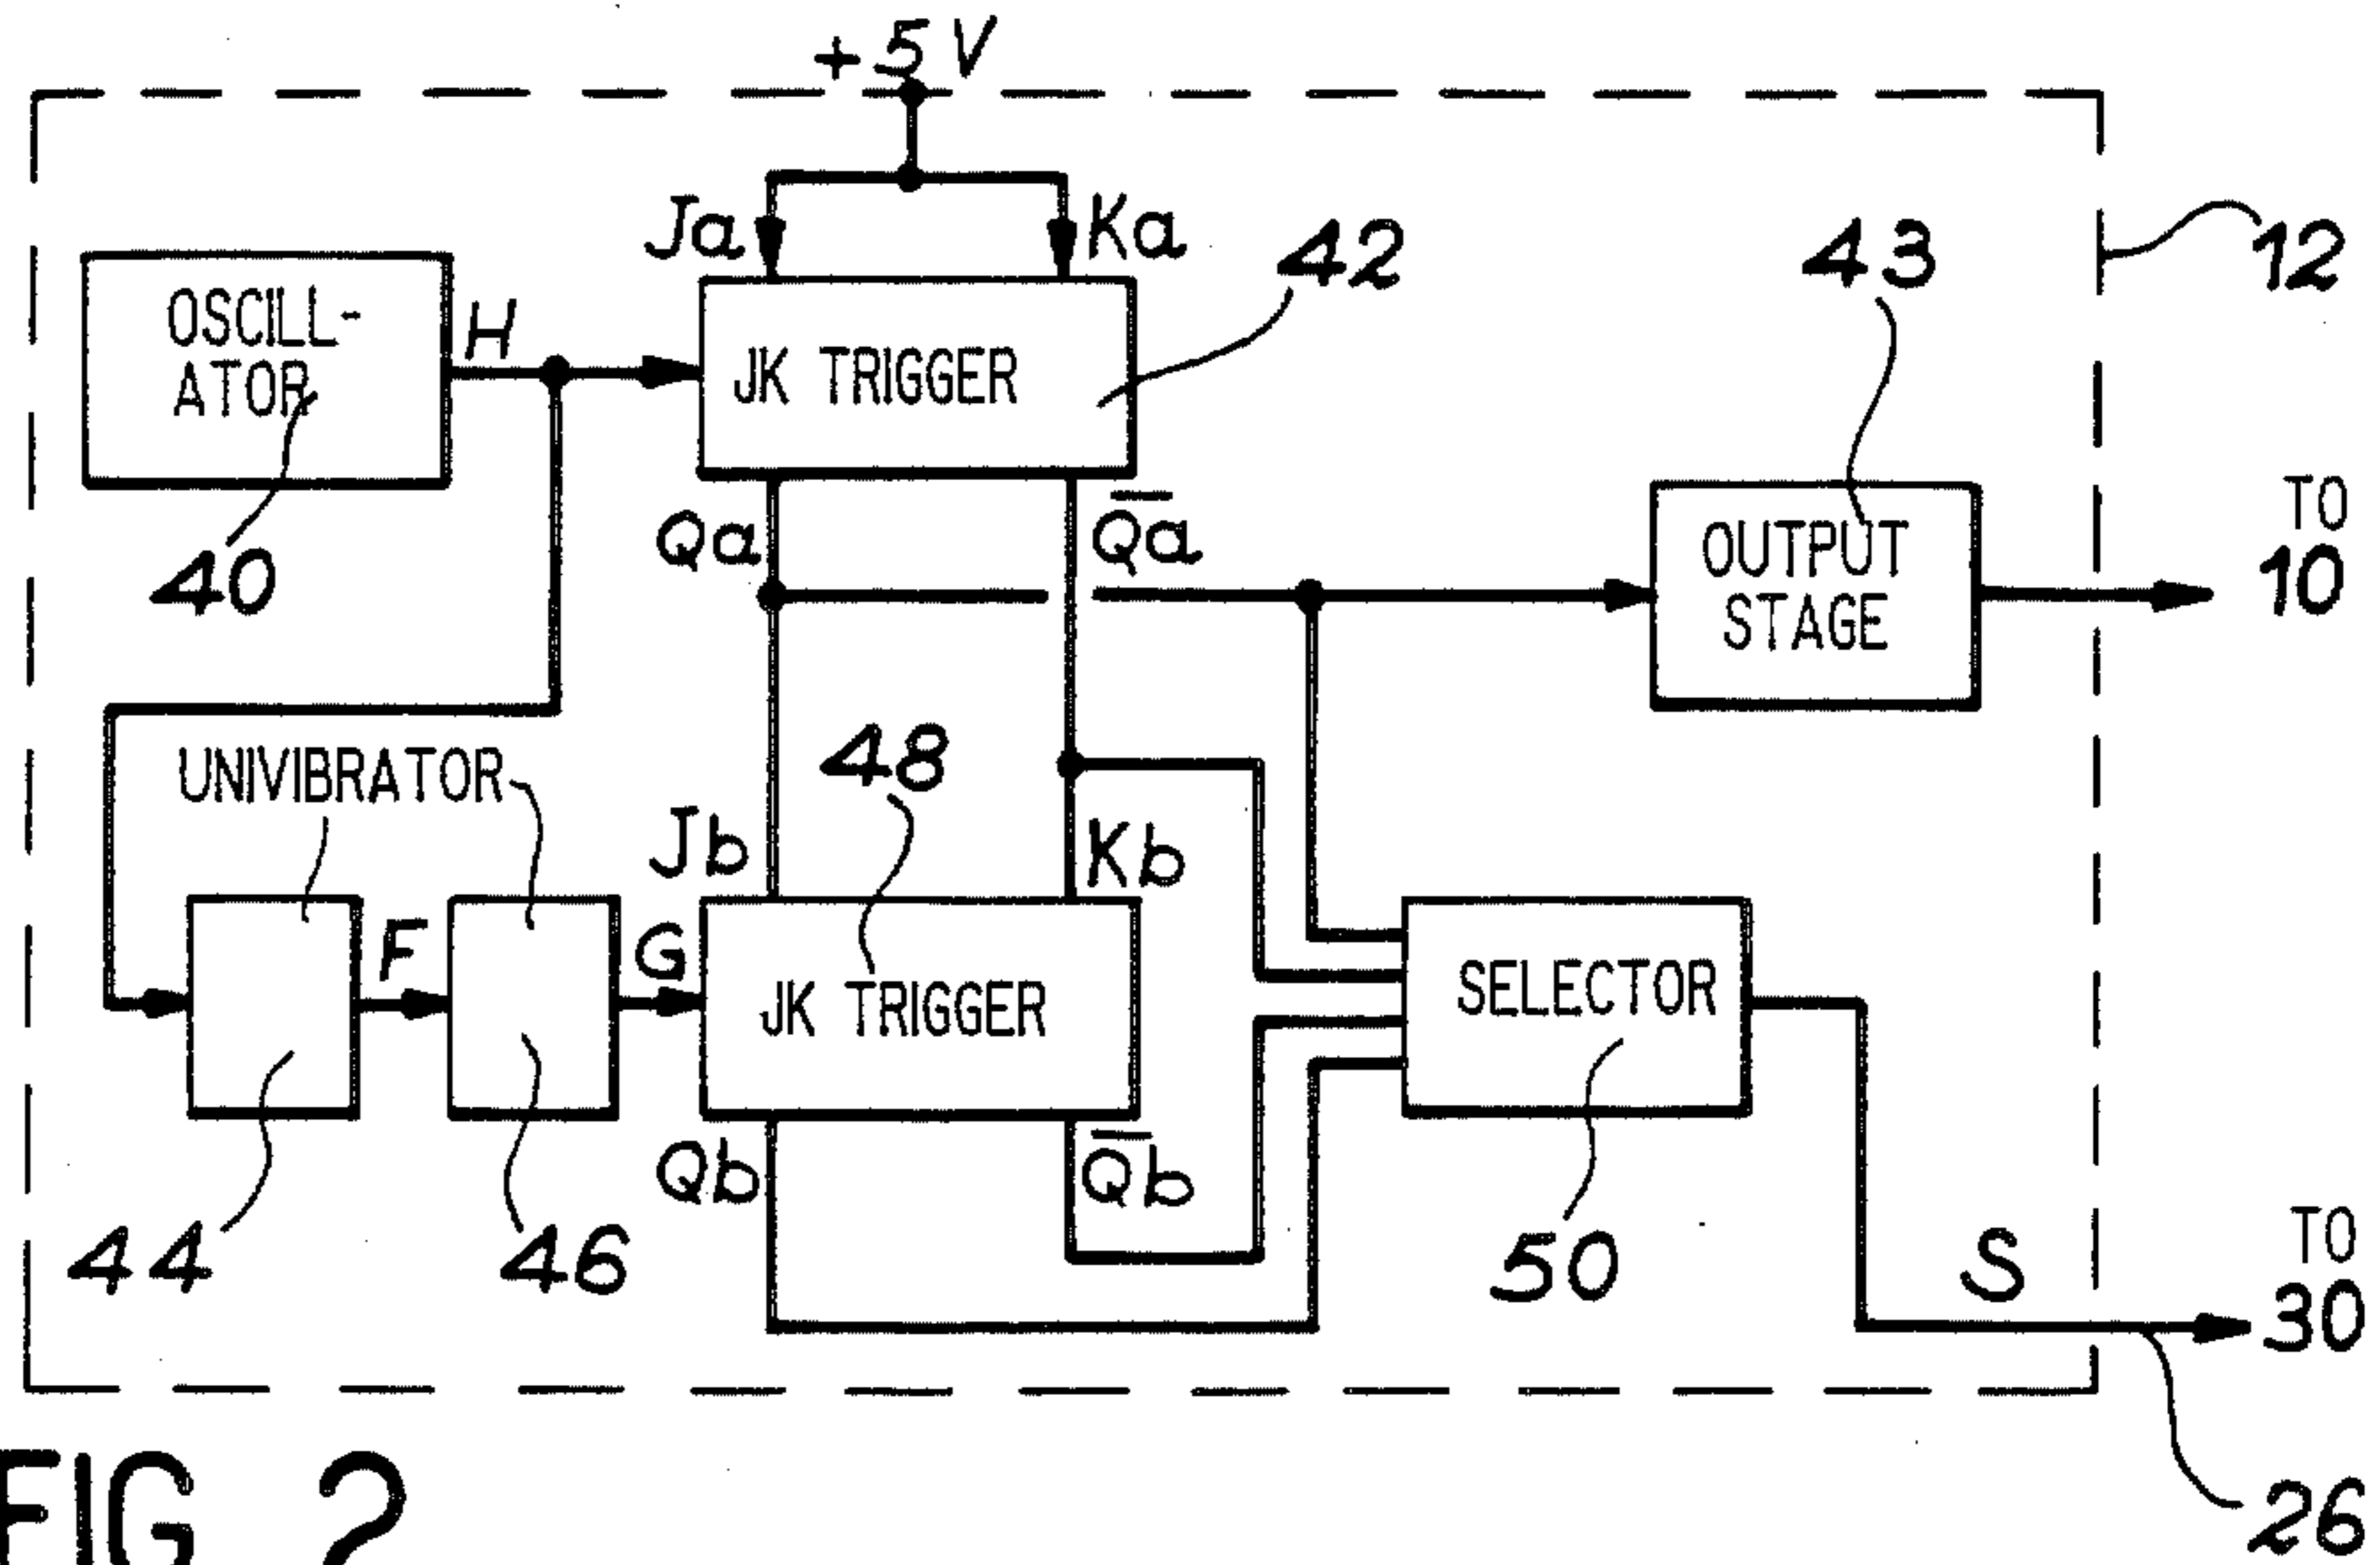 +5V
Ja
Ka
42
43
12
OSCILL-
ATOR
H
JK TRIGGER
40
Qa
Q̅a
OUTPUT
STAGE
TO
10
UNIVIBRATOR
48
Jb
Kb
F
G
JK TRIGGER
SELECTOR
44
46
Qb
Q̅b
50
S
TO
30
26
FIG 2